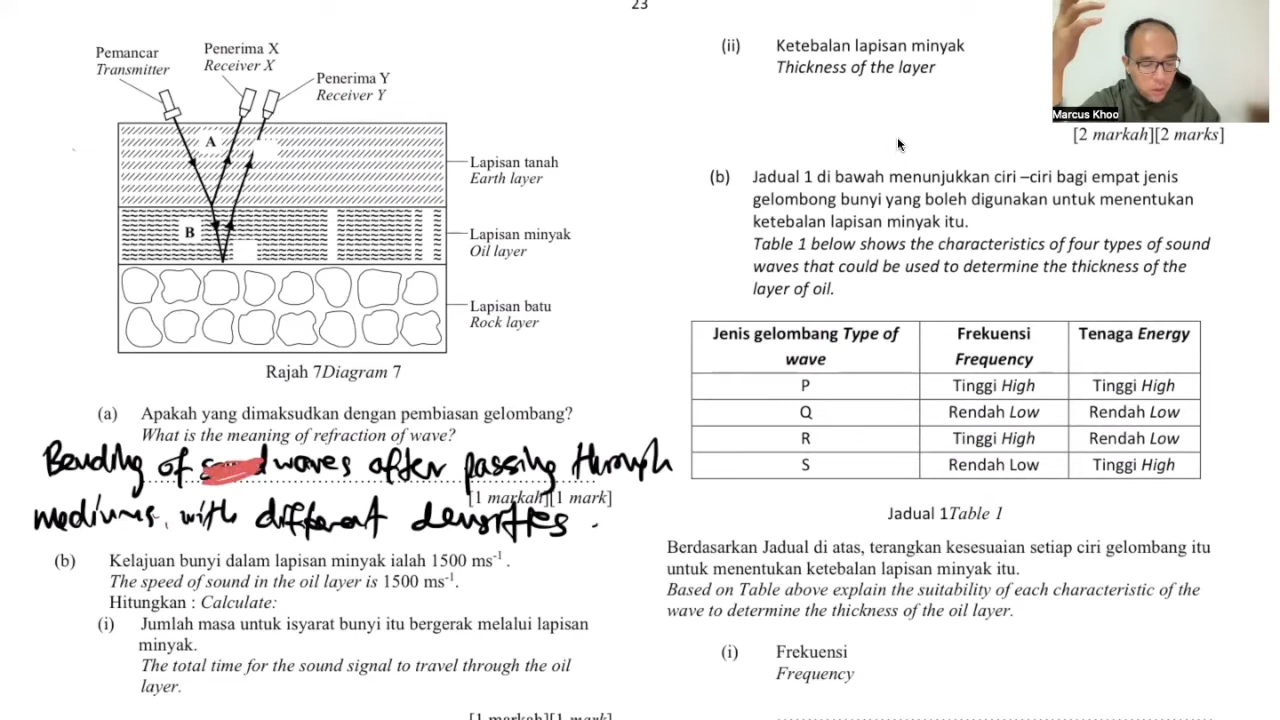 23
Pemancar
Transmitter
Penerima X
Receiver X
Penerima Y
Receiver Y
A
B
Lapisan tanah
Earth layer
Lapisan minyak
Oil layer
Lapisan batu
Rock layer
Rajah 7Diagram 7
(a) Apakah yang dimaksudkan dengan pembiasan gelombang?
What is the meaning of refraction of wave?
Bending of waves after passing through
[1 markah][1 mark]
mediums, with different densities.
(b) Kelajuan bunyi dalam lapisan minyak ialah 1500 ms-1 .
The speed of sound in the oil layer is 1500 ms-1.
Hitungkan : Calculate:
(i) Jumlah masa untuk isyarat bunyi itu bergerak melalui lapisan
minyak.
The total time for the sound signal to travel through the oil
layer.
[1 markah][1 mark]
(ii) Ketebalan lapisan minyak
Thickness of the layer
Marcus Khoo
[2 markah][2 marks]
(b) Jadual 1 di bawah menunjukkan ciri –ciri bagi empat jenis
gelombang bunyi yang boleh digunakan untuk menentukan
ketebalan lapisan minyak itu.
Table 1 below shows the characteristics of four types of sound
waves that could be used to determine the thickness of the
layer of oil.
Jenis gelombang Type of wave Frekuensi Frequency Tenaga Energy
P Tinggi High Tinggi High
Q Rendah Low Rendah Low
R Tinggi High Rendah Low
S Rendah Low Tinggi High
Jadual 1Table 1
Berdasarkan Jadual di atas, terangkan kesesuaian setiap ciri gelombang itu
untuk menentukan ketebalan lapisan minyak itu.
Based on Table above explain the suitability of each characteristic of the
wave to determine the thickness of the oil layer.
(i) Frekuensi
Frequency